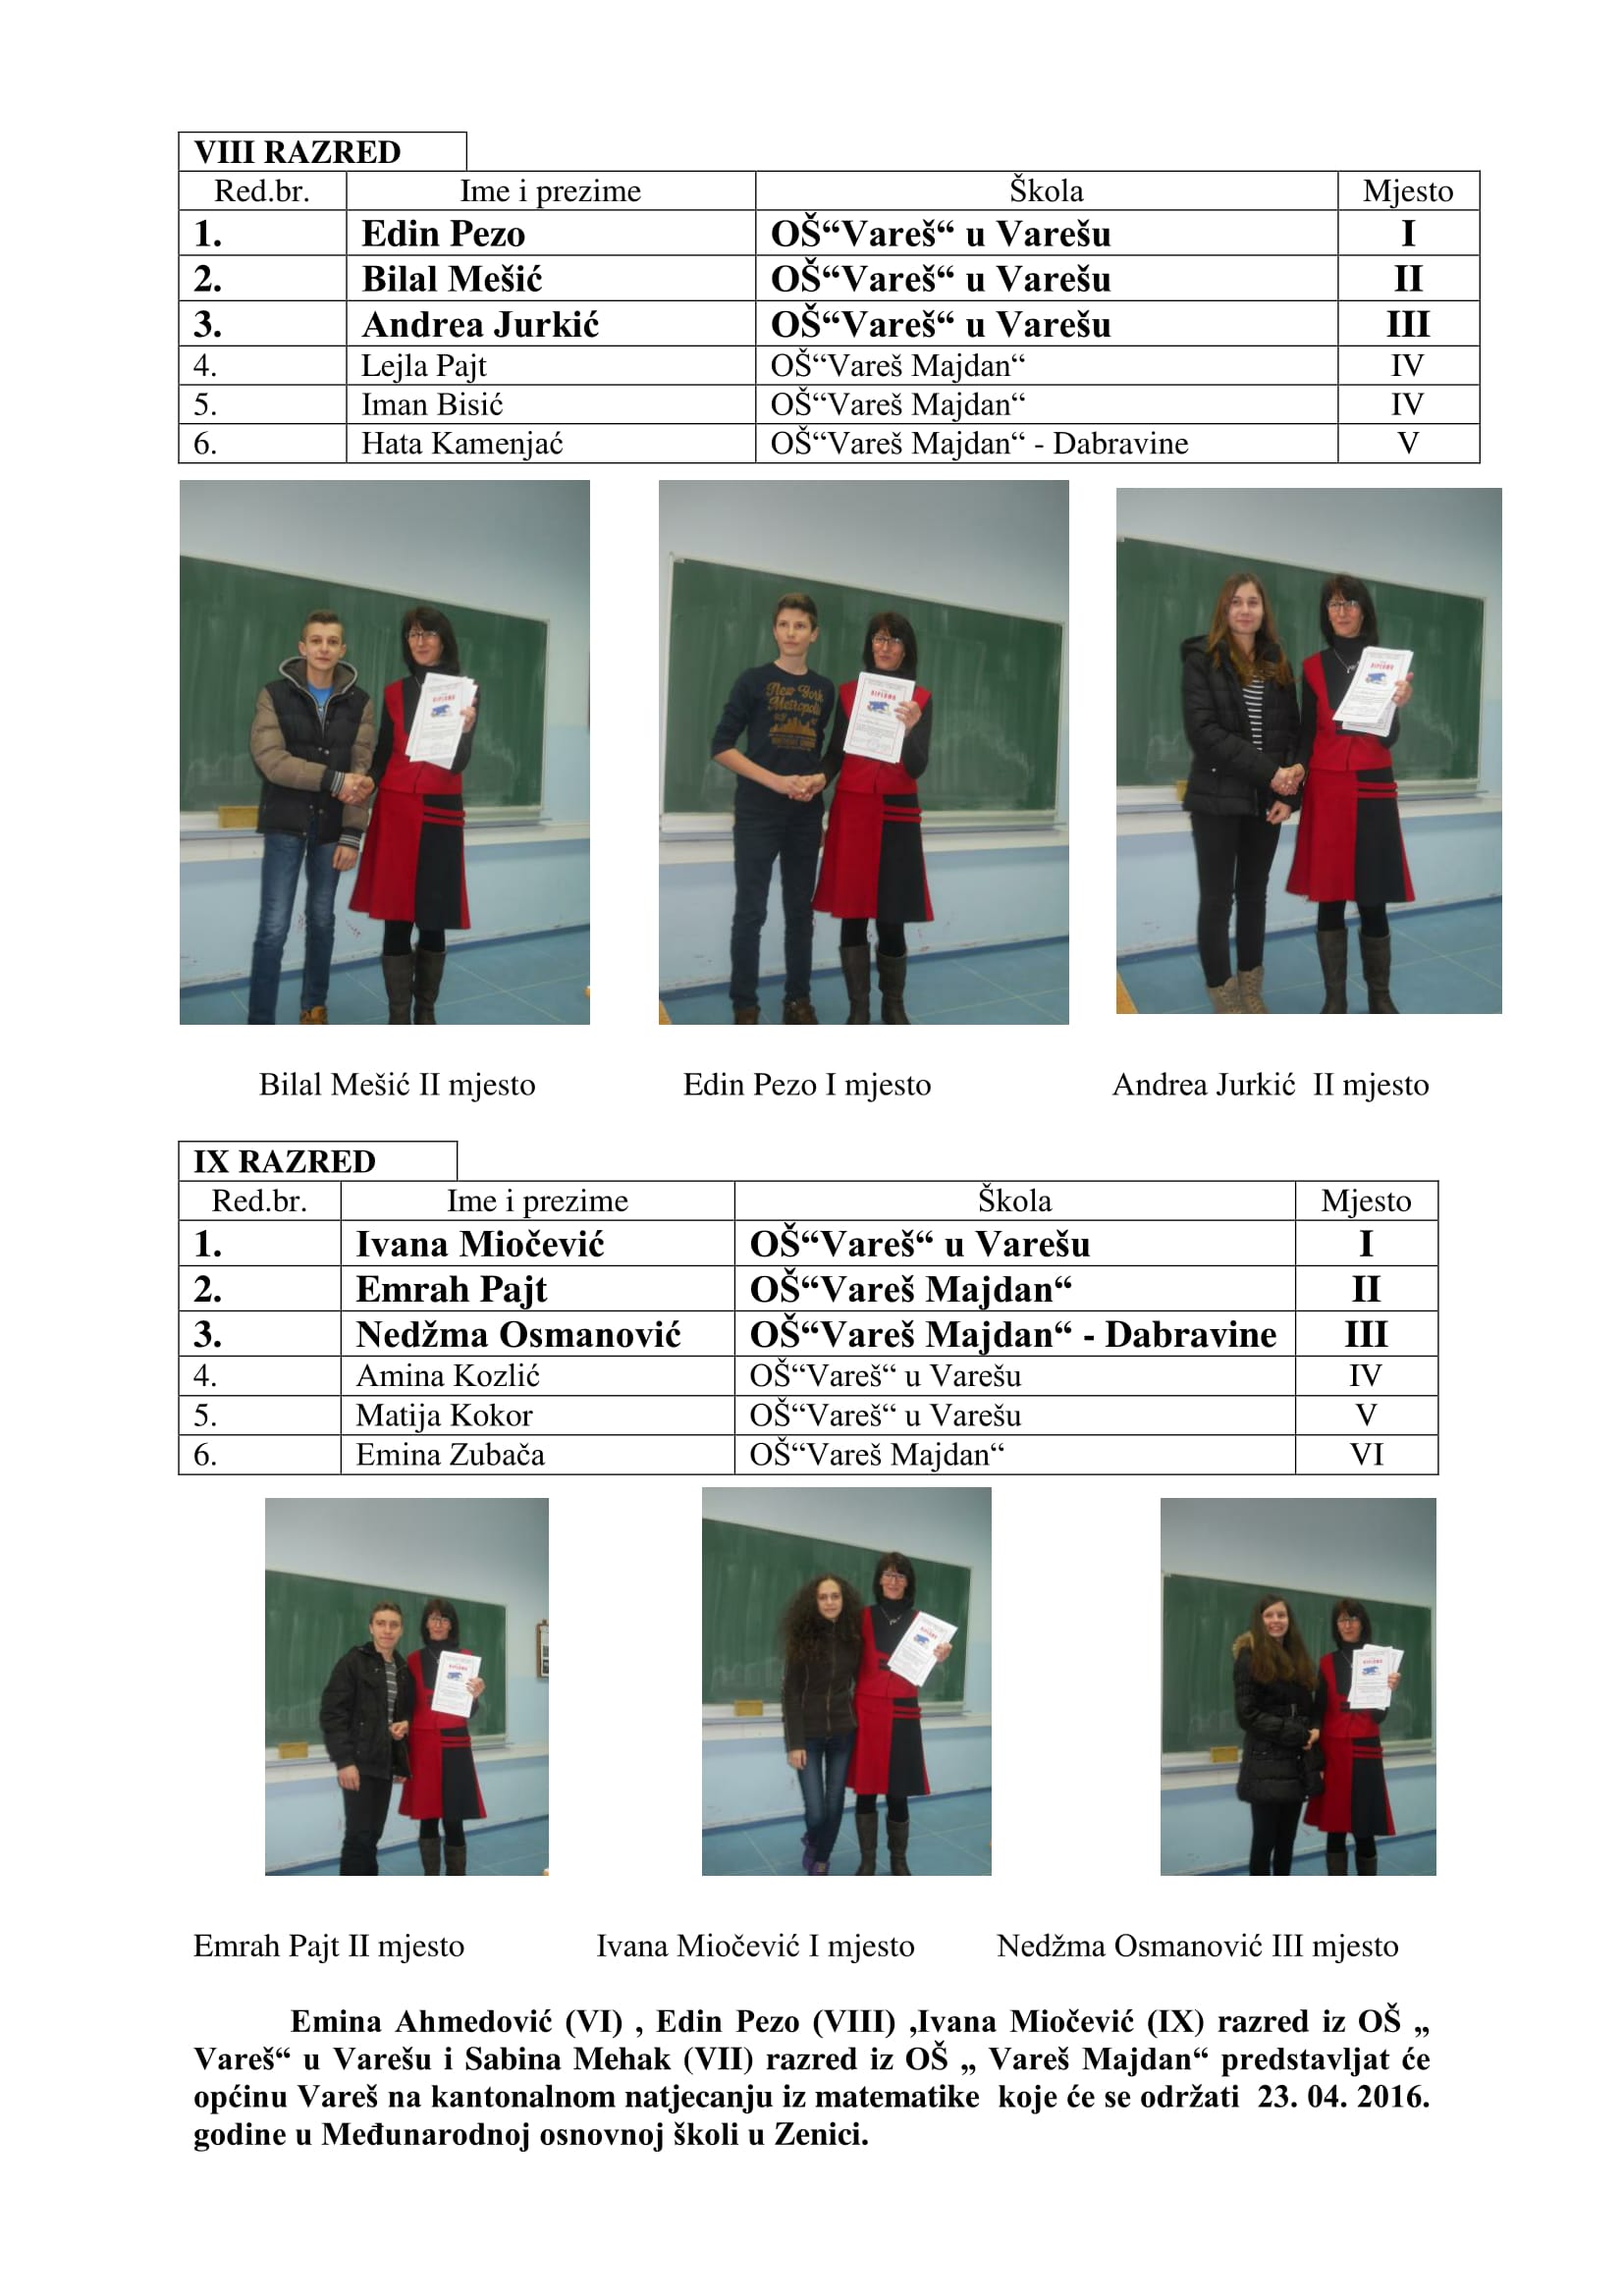 VIII RAZRED
Red.br. Ime i prezime Škola Mjesto
1. Edin Pezo OŠ“Vareš“ u Varešu I
2. Bilal Mešić OŠ“Vareš“ u Varešu II
3. Andrea Jurkić OŠ“Vareš“ u Varešu III
4. Lejla Pajt OŠ“Vareš Majdan“ IV
5. Iman Bisić OŠ“Vareš Majdan“ IV
6. Hata Kamenjać OŠ“Vareš Majdan“ - Dabravine V
DIPLOMU
New York
Metropolis
DIPLOMU
DIPLOMU
Bilal Mešić II mjesto Edin Pezo I mjesto Andrea Jurkić  II mjesto
IX RAZRED
Red.br. Ime i prezime Škola Mjesto
1. Ivana Miočević OŠ“Vareš“ u Varešu I
2. Emrah Pajt OŠ“Vareš Majdan“ II
3. Nedžma Osmanović OŠ“Vareš Majdan“ - Dabravine III
4. Amina Kozlić OŠ“Vareš“ u Varešu IV
5. Matija Kokor OŠ“Vareš“ u Varešu V
6. Emina Zubača OŠ“Vareš Majdan“ VI
Emrah Pajt II mjesto Ivana Miočević I mjesto Nedžma Osmanović III mjesto
Emina Ahmedović (VI) , Edin Pezo (VIII) ,Ivana Miočević (IX) razred iz OŠ „
Vareš“ u Varešu i Sabina Mehak (VII) razred iz OŠ „ Vareš Majdan“ predstavljat će
općinu Vareš na kantonalnom natjecanju iz matematike  koje će se održati  23. 04. 2016.
godine u Međunarodnoj osnovnoj školi u Zenici.